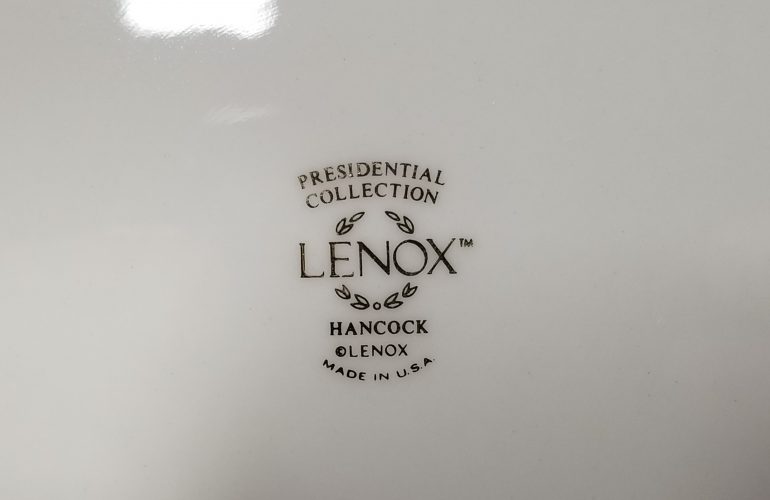 PRESIDENTIAL
COLLECTION
LENOX™
HANCOCK
©LENOX
MADE IN U.S.A.